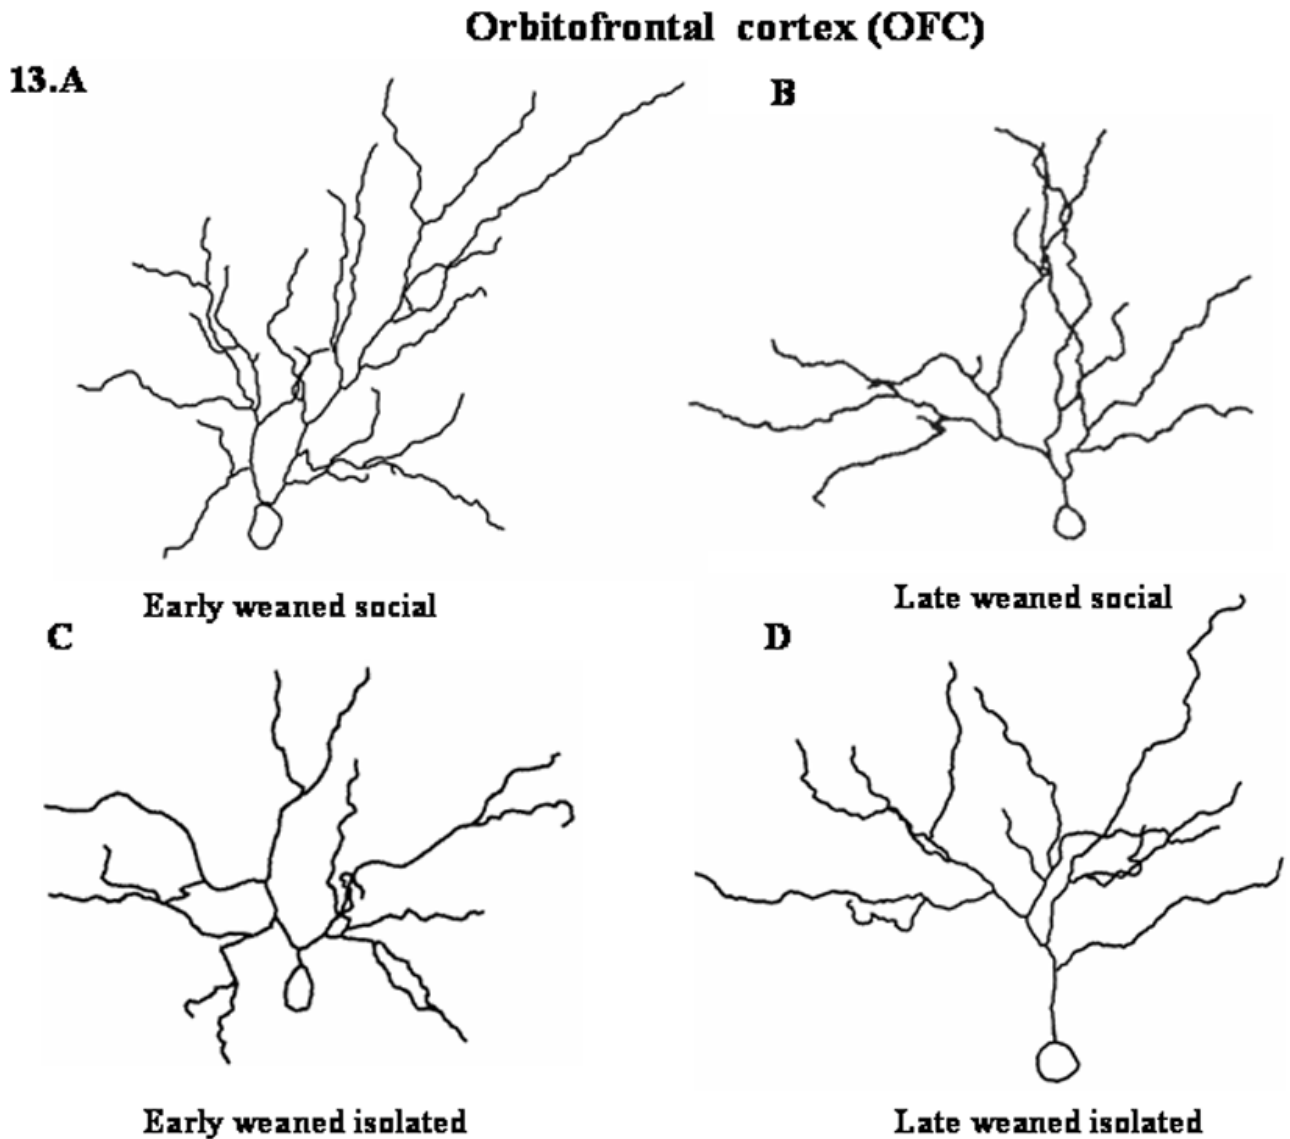 Orbitofrontal cortex (OFC)
13.A
B
Early weaned social
Late weaned social
C
D
Early weaned isolated
Late weaned isolated